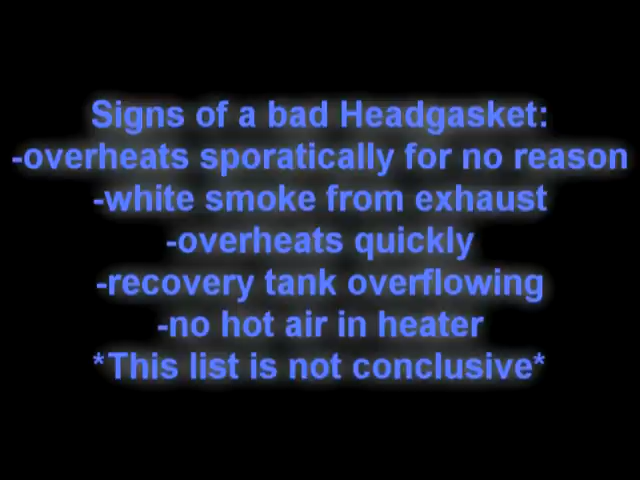 Signs of a bad Headgasket:
-overheats sporatically for no reason
-white smoke from exhaust
-overheats quickly
-recovery tank overflowing
-no hot air in heater
*This list is not conclusive*